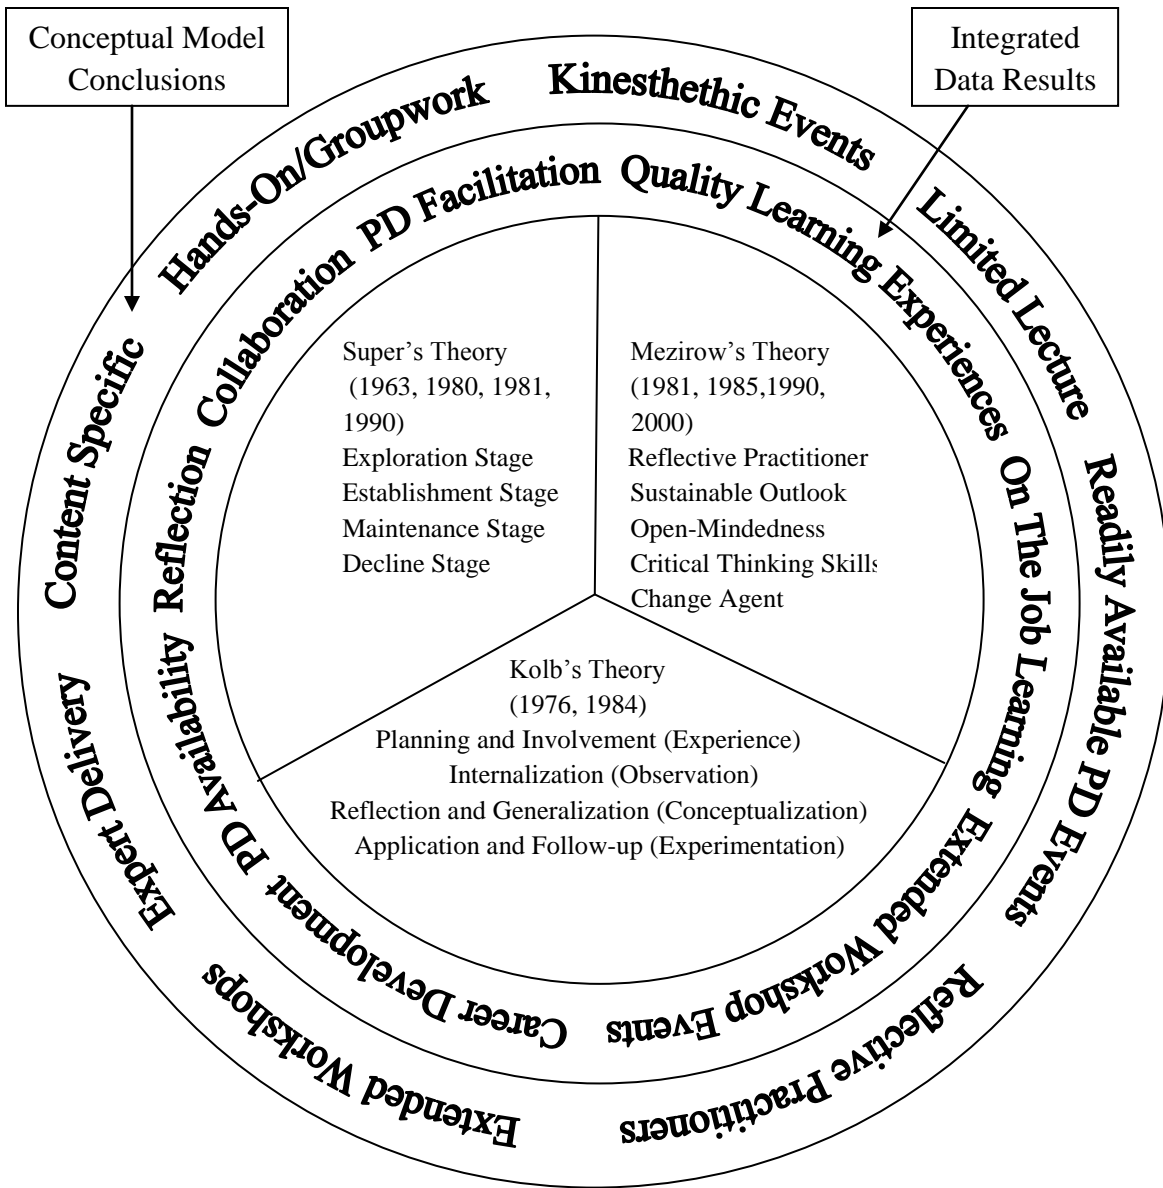 Conceptual Model
Conclusions
Integrated
Data Results
Content Specific
Hands-On/Groupwork
Kinesthethic Events
Limited Lecture
Readily Available PD Events
Reflective Practitioners
Extended Workshops
Expert Delivery
Reflection
Collaboration
PD Facilitation
Quality Learning Experiences
On The Job Learning
Extended Workshop Events
Career Development
PD Availability
Super's Theory
(1963, 1980, 1981,
1990)
Exploration Stage
Establishment Stage
Maintenance Stage
Decline Stage
Mezirow's Theory
(1981, 1985,1990,
2000)
Reflective Practitioner
Sustainable Outlook
Open-Mindedness
Critical Thinking Skills
Change Agent
Kolb's Theory
(1976, 1984)
Planning and Involvement (Experience)
Internalization (Observation)
Reflection and Generalization (Conceptualization)
Application and Follow-up (Experimentation)